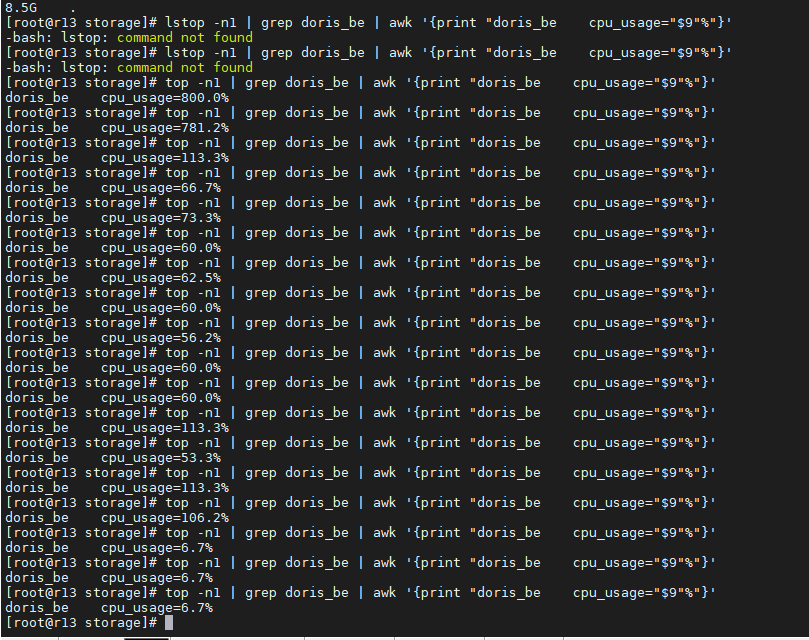 8.5G    .
[root@r13 storage]# lstop -n1 | grep doris_be | awk '{print "doris_be    cpu_usage="$9"%"}'
-bash: lstop: command not found
[root@r13 storage]# lstop -n1 | grep doris_be | awk '{print "doris_be    cpu_usage="$9"%"}'
-bash: lstop: command not found
[root@r13 storage]# top -n1 | grep doris_be | awk '{print "doris_be    cpu_usage="$9"%"}'
doris_be    cpu_usage=800.0%
[root@r13 storage]# top -n1 | grep doris_be | awk '{print "doris_be    cpu_usage="$9"%"}'
doris_be    cpu_usage=781.2%
[root@r13 storage]# top -n1 | grep doris_be | awk '{print "doris_be    cpu_usage="$9"%"}'
doris_be    cpu_usage=113.3%
[root@r13 storage]# top -n1 | grep doris_be | awk '{print "doris_be    cpu_usage="$9"%"}'
doris_be    cpu_usage=66.7%
[root@r13 storage]# top -n1 | grep doris_be | awk '{print "doris_be    cpu_usage="$9"%"}'
doris_be    cpu_usage=73.3%
[root@r13 storage]# top -n1 | grep doris_be | awk '{print "doris_be    cpu_usage="$9"%"}'
doris_be    cpu_usage=60.0%
[root@r13 storage]# top -n1 | grep doris_be | awk '{print "doris_be    cpu_usage="$9"%"}'
doris_be    cpu_usage=62.5%
[root@r13 storage]# top -n1 | grep doris_be | awk '{print "doris_be    cpu_usage="$9"%"}'
doris_be    cpu_usage=60.0%
[root@r13 storage]# top -n1 | grep doris_be | awk '{print "doris_be    cpu_usage="$9"%"}'
doris_be    cpu_usage=56.2%
[root@r13 storage]# top -n1 | grep doris_be | awk '{print "doris_be    cpu_usage="$9"%"}'
doris_be    cpu_usage=60.0%
[root@r13 storage]# top -n1 | grep doris_be | awk '{print "doris_be    cpu_usage="$9"%"}'
doris_be    cpu_usage=60.0%
[root@r13 storage]# top -n1 | grep doris_be | awk '{print "doris_be    cpu_usage="$9"%"}'
doris_be    cpu_usage=113.3%
[root@r13 storage]# top -n1 | grep doris_be | awk '{print "doris_be    cpu_usage="$9"%"}'
doris_be    cpu_usage=53.3%
[root@r13 storage]# top -n1 | grep doris_be | awk '{print "doris_be    cpu_usage="$9"%"}'
doris_be    cpu_usage=113.3%
[root@r13 storage]# top -n1 | grep doris_be | awk '{print "doris_be    cpu_usage="$9"%"}'
doris_be    cpu_usage=106.2%
[root@r13 storage]# top -n1 | grep doris_be | awk '{print "doris_be    cpu_usage="$9"%"}'
doris_be    cpu_usage=6.7%
[root@r13 storage]# top -n1 | grep doris_be | awk '{print "doris_be    cpu_usage="$9"%"}'
doris_be    cpu_usage=6.7%
[root@r13 storage]# top -n1 | grep doris_be | awk '{print "doris_be    cpu_usage="$9"%"}'
doris_be    cpu_usage=6.7%
[root@r13 storage]#